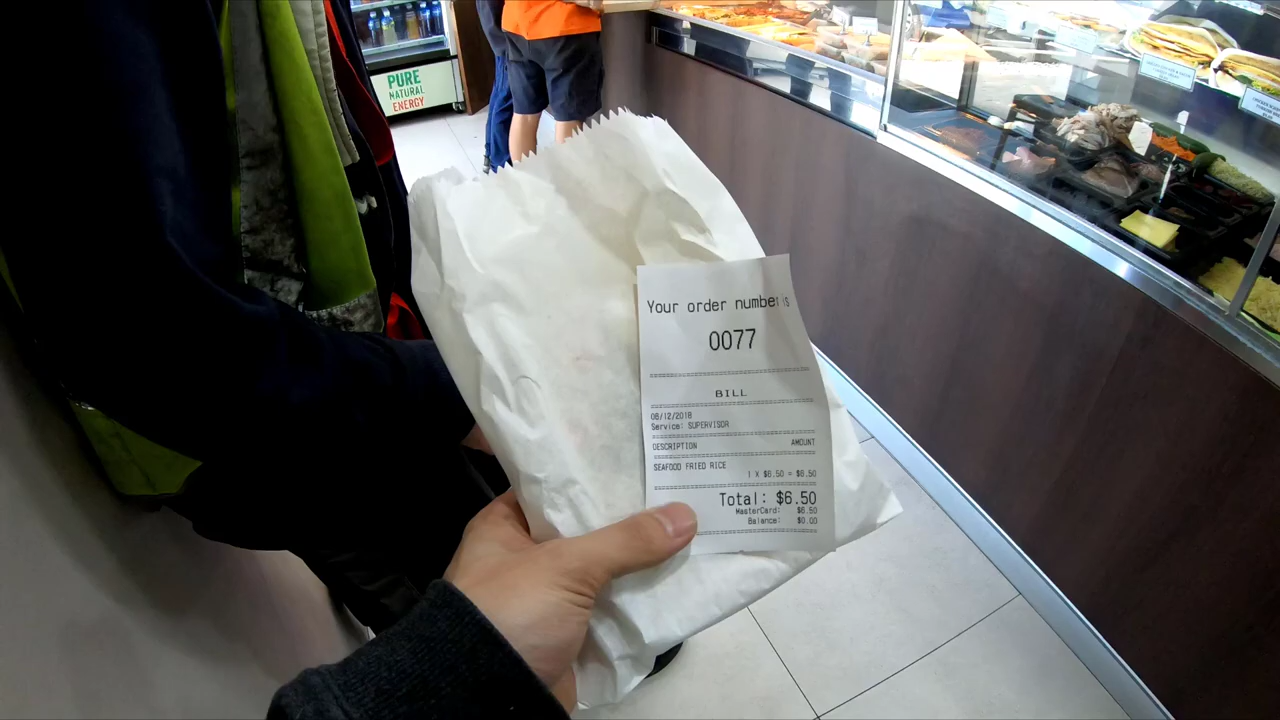 PURE
NATURAL
ENERGY
Your order number is
0077
BILL
06/12/2018
Service: SUPERVISOR
DESCRIPTION AMOUNT
SEAFOOD FRIED RICE
1 X $6.50 = $6.50
Total: $6.50
MasterCard: $6.50
Balance: $0.00